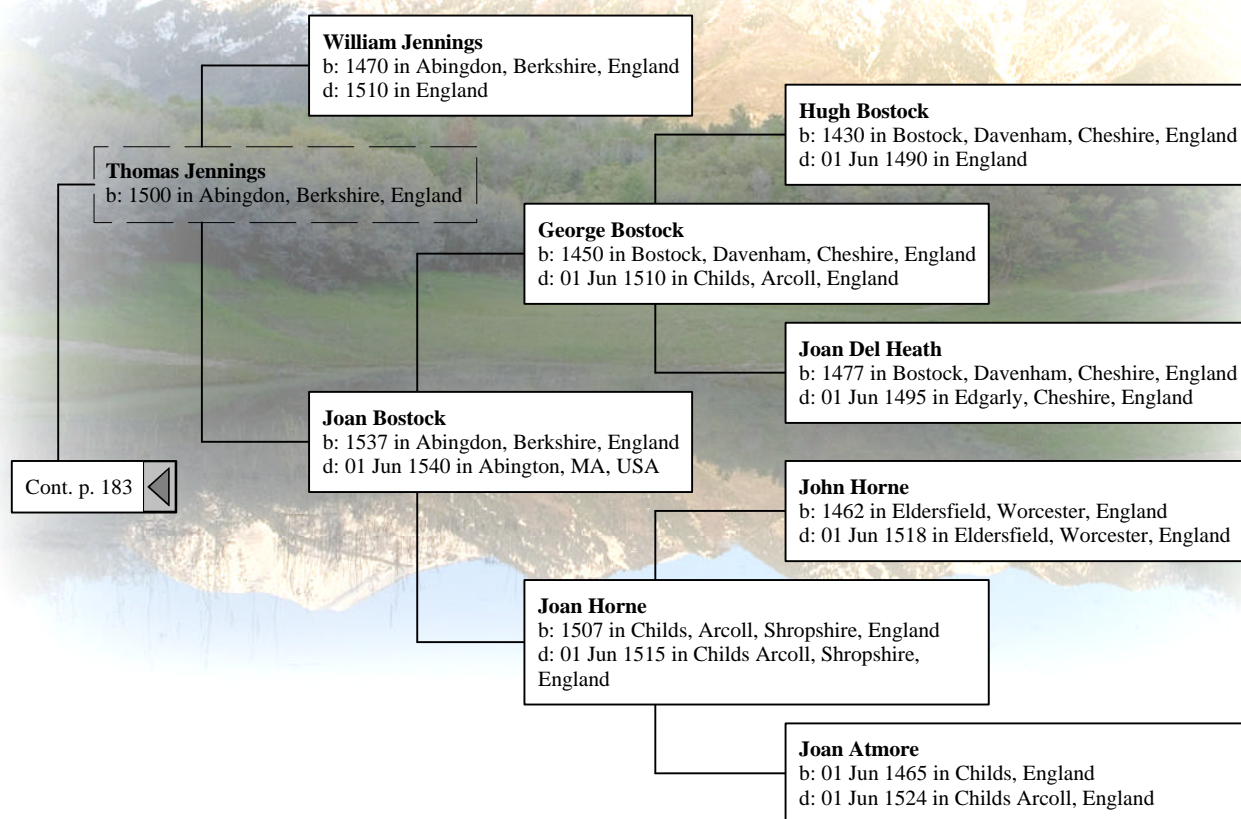 William Jennings
b: 1470 in Abingdon, Berkshire, England
d: 1510 in England
Hugh Bostock
b: 1430 in Bostock, Davenham, Cheshire, England
d: 01 Jun 1490 in England
Thomas Jennings
b: 1500 in Abingdon, Berkshire, England
George Bostock
b: 1450 in Bostock, Davenham, Cheshire, England
d: 01 Jun 1510 in Childs, Arcoll, England
Joan Del Heath
b: 1477 in Bostock, Davenham, Cheshire, England
d: 01 Jun 1495 in Edgarly, Cheshire, England
Joan Bostock
b: 1537 in Abingdon, Berkshire, England
d: 01 Jun 1540 in Abington, MA, USA
Cont. p. 183
John Horne
b: 1462 in Eldersfield, Worcester, England
d: 01 Jun 1518 in Eldersfield, Worcester, England
Joan Horne
b: 1507 in Childs, Arcoll, Shropshire, England
d: 01 Jun 1515 in Childs Arcoll, Shropshire,
England
Joan Atmore
b: 01 Jun 1465 in Childs, England
d: 01 Jun 1524 in Childs Arcoll, England